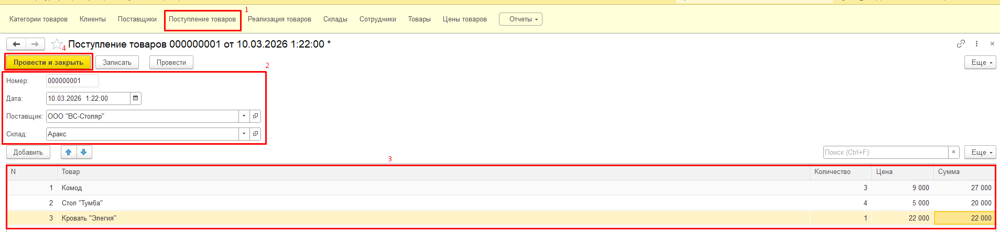 1
Категории товаров Клиенты Поставщики Поступление товаров Реализация товаров Склады Сотрудники Товары Цены товаров Отчеты
Поступление товаров 000000001 от 10.03.2026 1:22:00 *
4
Провести и закрыть Записать Провести Еще
2
Номер: 000000001
Дата: 10.03.2026 1:22:00
Поставщик: ООО "ВС-Столяр"
Склад: Аракс
Добавить Поиск (Ctrl+F) × Еще
3
N Товар Количество Цена Сумма
1 Комод 3 9 000 27 000
2 Стол "Тумба" 4 5 000 20 000
3 Кровать "Элегия" 1 22 000 22 000